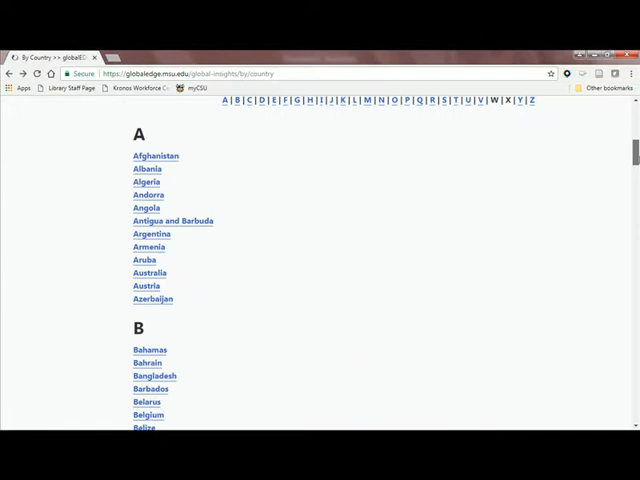 By Country >> globalED
Secure
https://globaledge.msu.edu/global-insights/by/country
Apps
Library Staff Page
Kronos Workforce C
myCSU
Other bookmarks
A | B | C | D | E | F | G | H | I | J | K | L | M | N | O | P | Q | R | S | T | U | V | W | X | Y | Z
A
Afghanistan
Albania
Algeria
Andorra
Angola
Antigua and Barbuda
Argentina
Armenia
Aruba
Australia
Austria
Azerbaijan
B
Bahamas
Bahrain
Bangladesh
Barbados
Belarus
Belgium
Belize